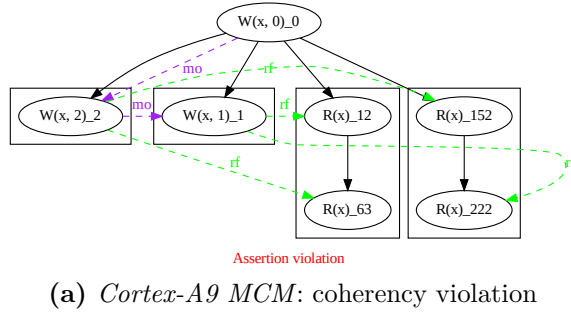 W(x, 0)_0
mo
rf
W(x, 2)_2
mo
W(x, 1)_1
rf
R(x)_12
R(x)_152
rf
r
R(x)_63
R(x)_222
Assertion violation
(a) Cortex-A9 MCM: coherency violation